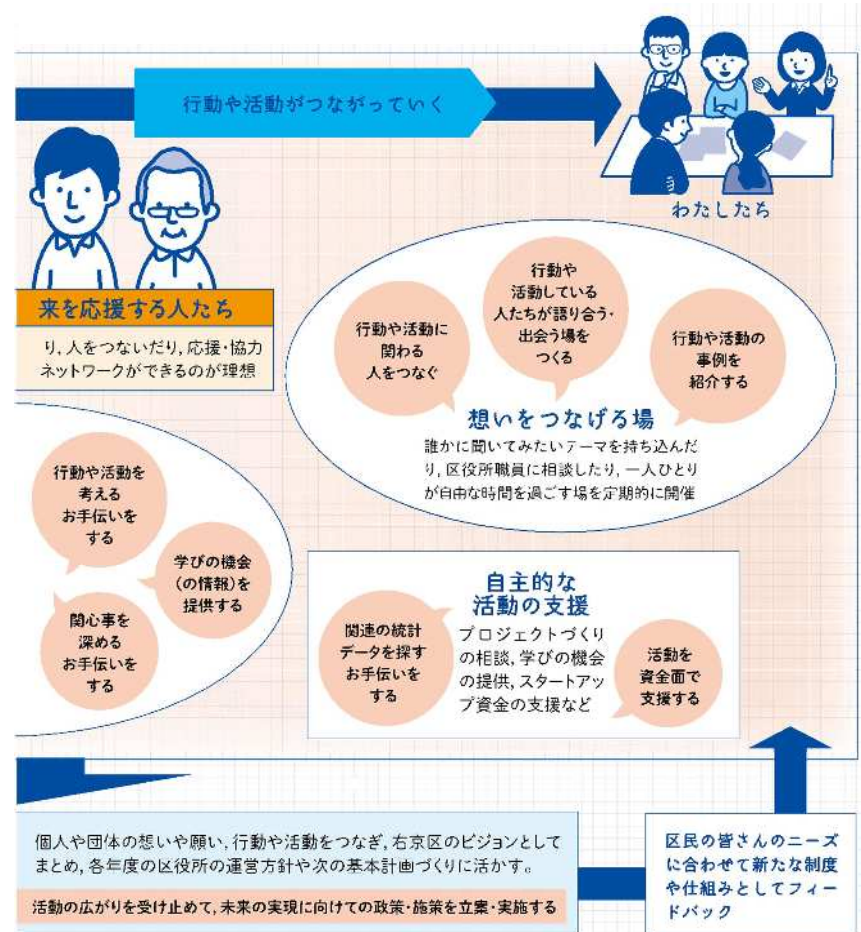 行動や活動がつながっていく
わたしたち
来を応援する人たち
り,人をつないだり,応援・協力
ネットワークができるのが理想
行動や活動に
関わる
人をつなぐ
行動や
活動している
人たちが語り合う・
出会う場を
つくる
行動や活動の
事例を
紹介する
想いをつなげる場
誰かに聞いてみたいテーマを持ち込んだ
り,区役所職員に相談したり,一人ひとり
が自由な時間を過ごす場を定期的に開催
行動や活動を
考える
お手伝いを
する
学びの機会
(の情報)を
提供する
関心事を
深める
お手伝いを
する
自主的な
活動の支援
プロジェクトづくり
の相談,学びの機会
の提供,スタートアッ
プ資金の支援など
関連の統計
データを探す
お手伝いを
する
活動を
資金面で
支援する
個人や団体の想いや願い,行動や活動をつなぎ,右京区のビジョンとして
まとめ,各年度の区役所の運営方針や次の基本計画づくりに活かす。
活動の広がりを受け止めて,未来の実現に向けての政策・施策を立案・実施する
区民の皆さんのニーズ
に合わせて新たな制度
や仕組みとしてフィー
ドバック